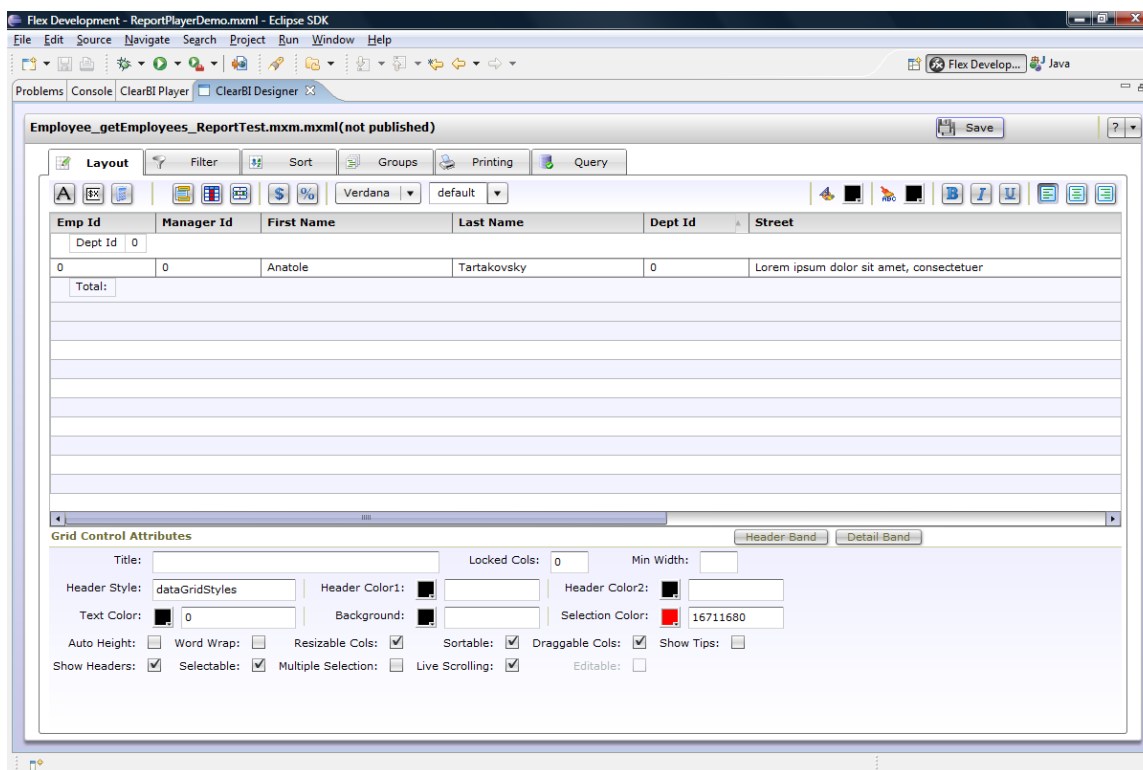 Flex Development - ReportPlayerDemo.mxml - Eclipse SDK
File Edit Source Navigate Search Project Run Window Help
Flex Develop... Java
Problems Console ClearBI Player ClearBI Designer
Employee_getEmployees_ReportTest.mxm.mxml(not published) Save ?
Layout Filter Sort Groups Printing Query
A $X $ % Verdana default ABC B I U
Emp Id Manager Id First Name Last Name Dept Id Street
Dept Id 0
0 0 Anatole Tartakovsky 0 Lorem ipsum dolor sit amet, consectetuer
Total:
Grid Control Attributes Header Band Detail Band
Title: Locked Cols: 0 Min Width:
Header Style: dataGridStyles Header Color1: Header Color2:
Text Color: 0 Background: Selection Color: 16711680
Auto Height: Word Wrap: Resizable Cols: Sortable: Draggable Cols: Show Tips:
Show Headers: Selectable: Multiple Selection: Live Scrolling: Editable: